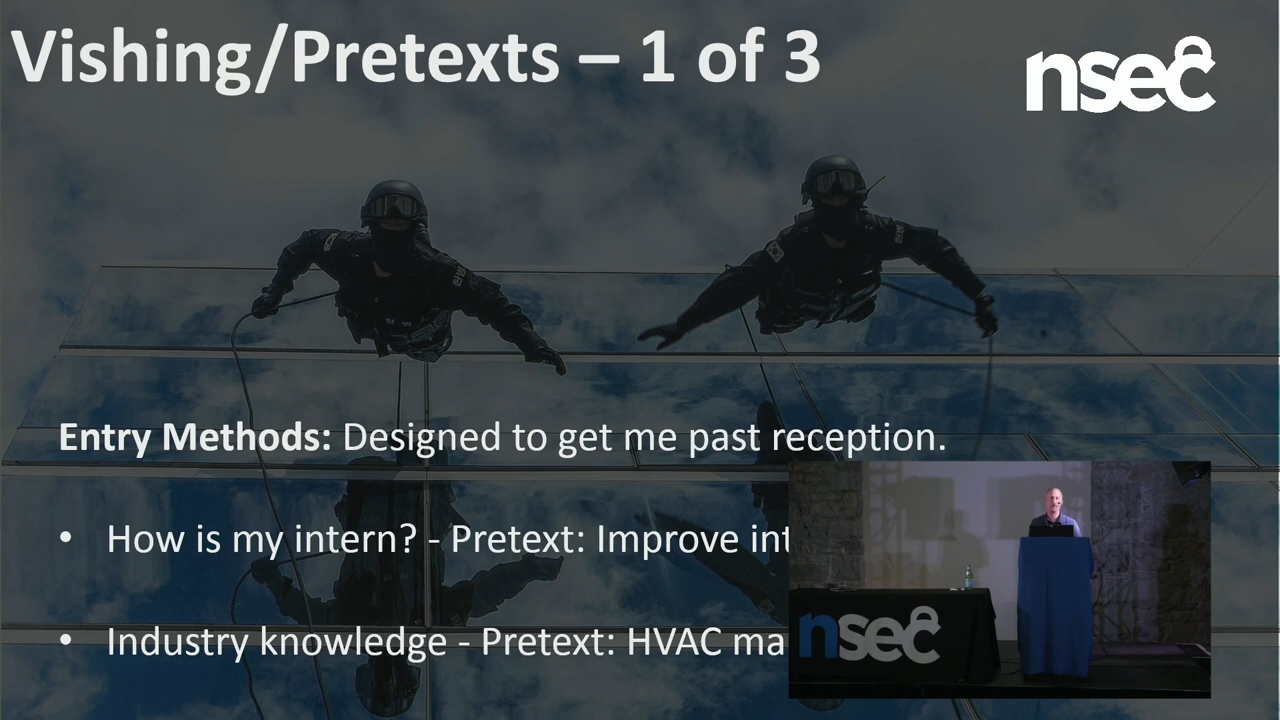 Vishing/Pretexts – 1 of 3
nsec
Entry Methods: Designed to get me past reception.
• How is my intern? - Pretext: Improve int
• Industry knowledge - Pretext: HVAC ma
nsec